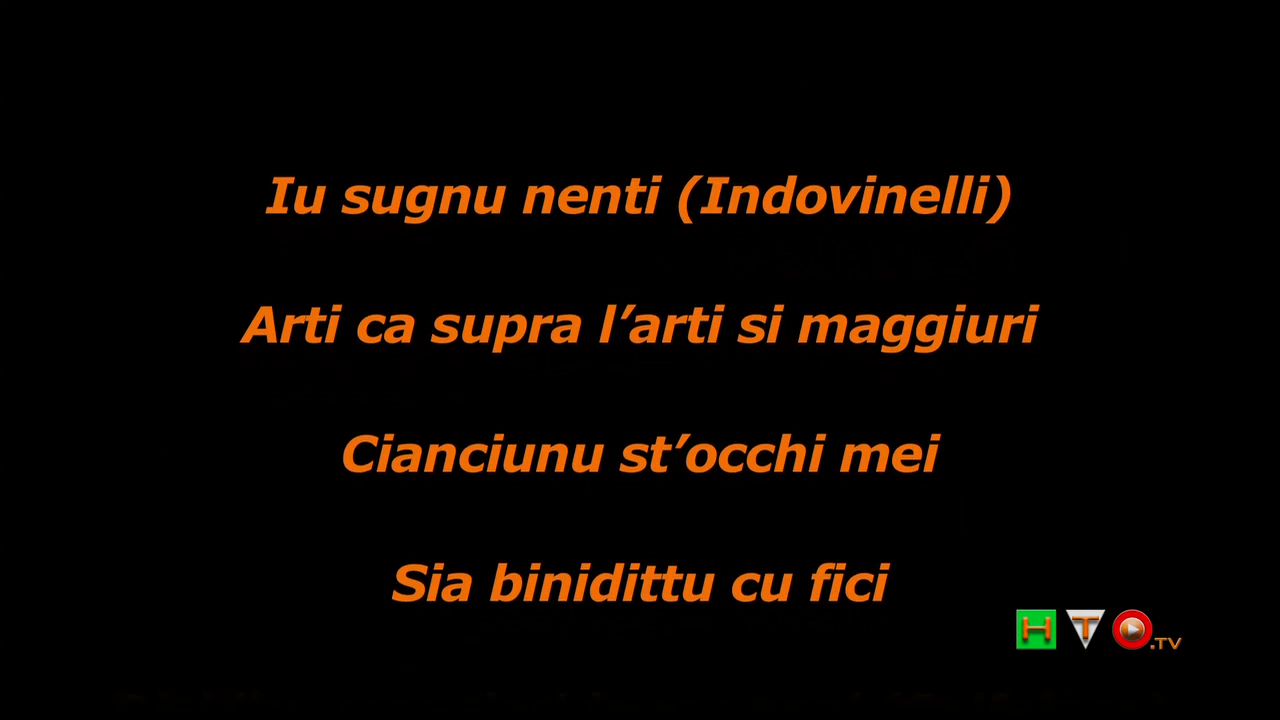 Iu sugnu nenti (Indovinelli)
Arti ca supra l’arti si maggiuri
Cianciunu st’occhi mei
Sia binidittu cu fici
HTO.TV